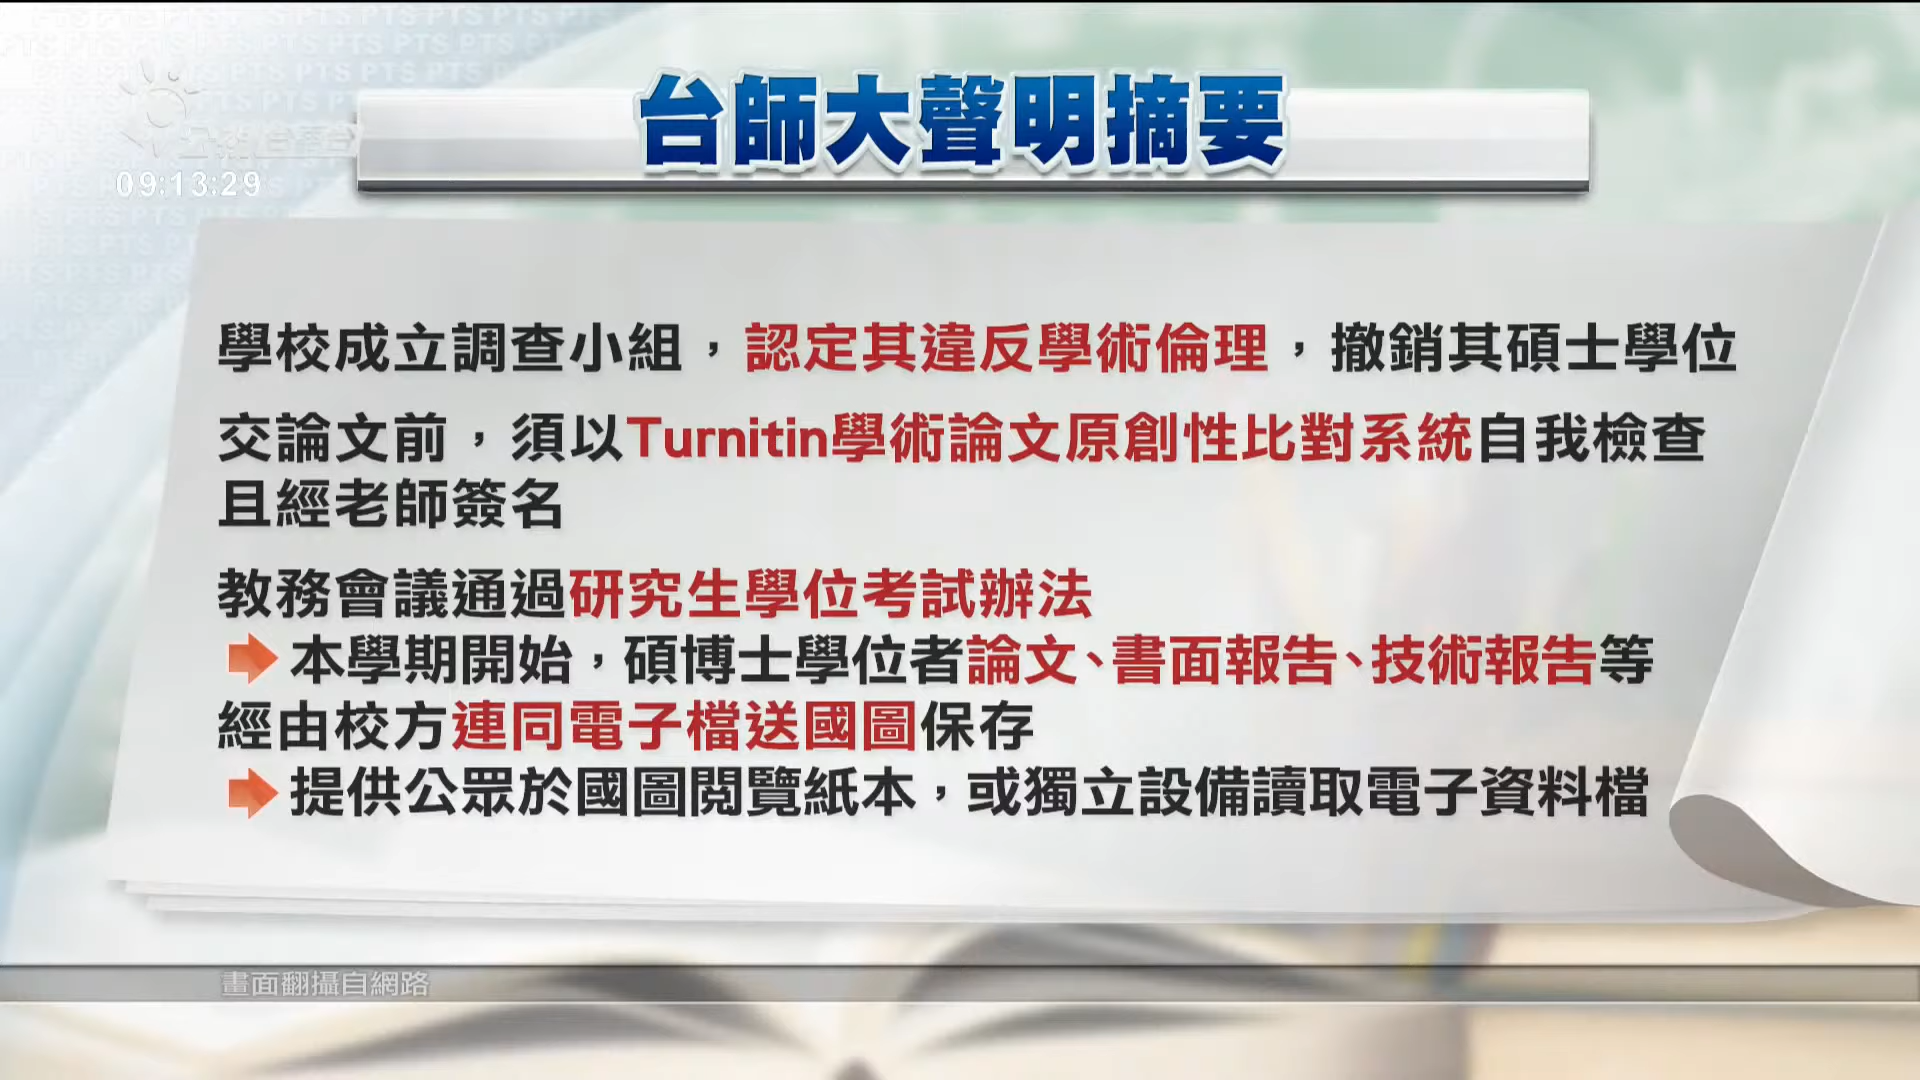 台師大聲明摘要
公視台語台
09:13:29
學校成立調查小組，認定其違反學術倫理，撤銷其碩士學位
交論文前，須以Turnitin學術論文原創性比對系統自我檢查
且經老師簽名
教務會議通過研究生學位考試辦法
本學期開始，碩博士學位者論文、書面報告、技術報告等
經由校方連同電子檔送國圖保存
提供公眾於國圖閱覽紙本，或獨立設備讀取電子資料檔
畫面翻攝自網路